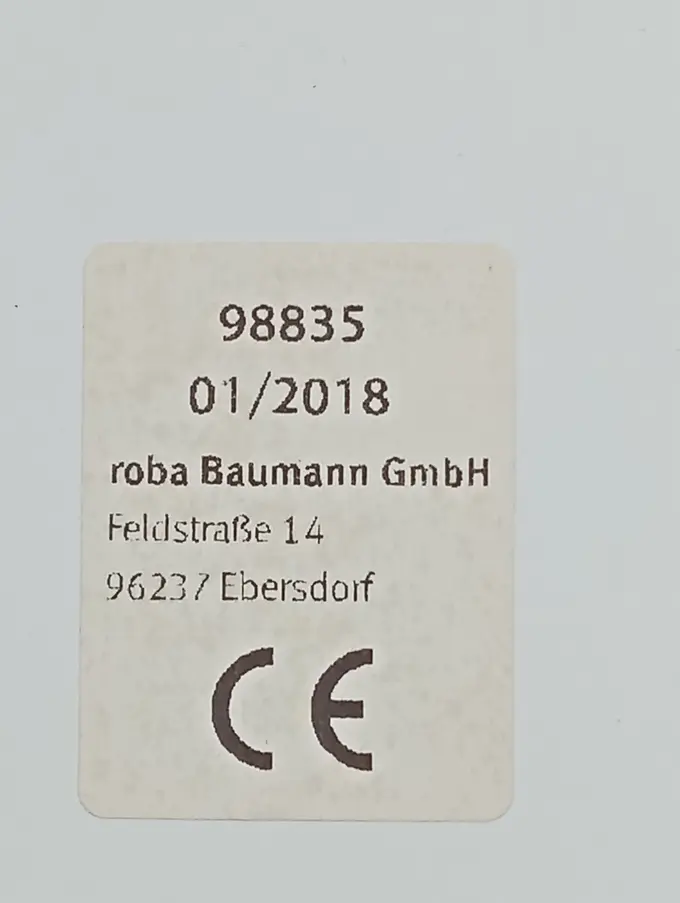 98835
01/2018
roba Baumann GmbH
Feldstraße 14
96237 Ebersdorf
CE